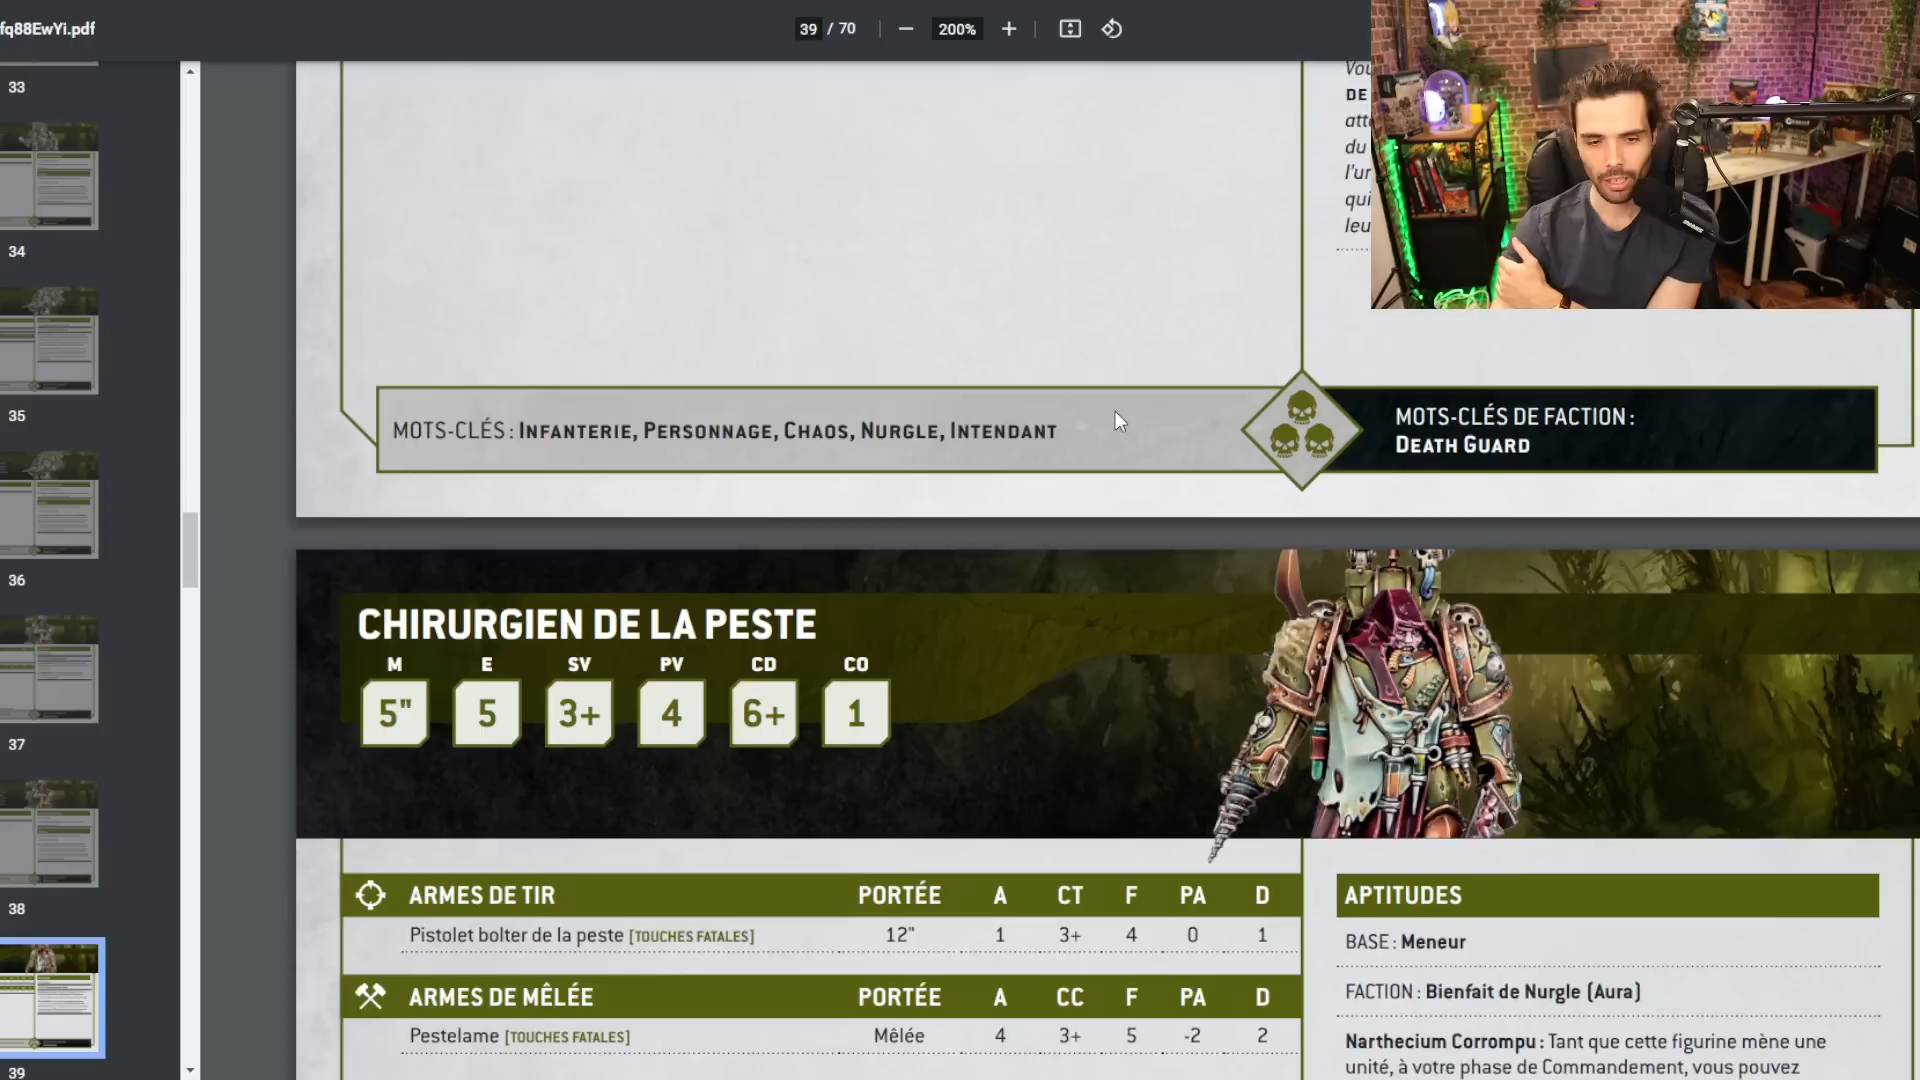 fq88EwYi.pdf
39 / 70
200%
33
34
35
36
37
38
39
DE
du
qui
leu
MOTS-CLÉS : INFANTERIE, PERSONNAGE, CHAOS, NURGLE, INTENDANT
MOTS-CLÉS DE FACTION :
DEATH GUARD
CHIRURGIEN DE LA PESTE
M E SV PV CD CO
5" 5 3+ 4 6+ 1
ARMES DE TIR PORTÉE A CT F PA D
Pistolet bolter de la peste [TOUCHES FATALES] 12" 1 3+ 4 0 1
ARMES DE MÊLÉE PORTÉE A CC F PA D
Pestelame [TOUCHES FATALES] Mêlée 4 3+ 5 -2 2
APTITUDES
BASE : Meneur
FACTION : Bienfait de Nurgle (Aura)
Narthecium Corrompu : Tant que cette figurine mène une
unité, à votre phase de Commandement, vous pouvez